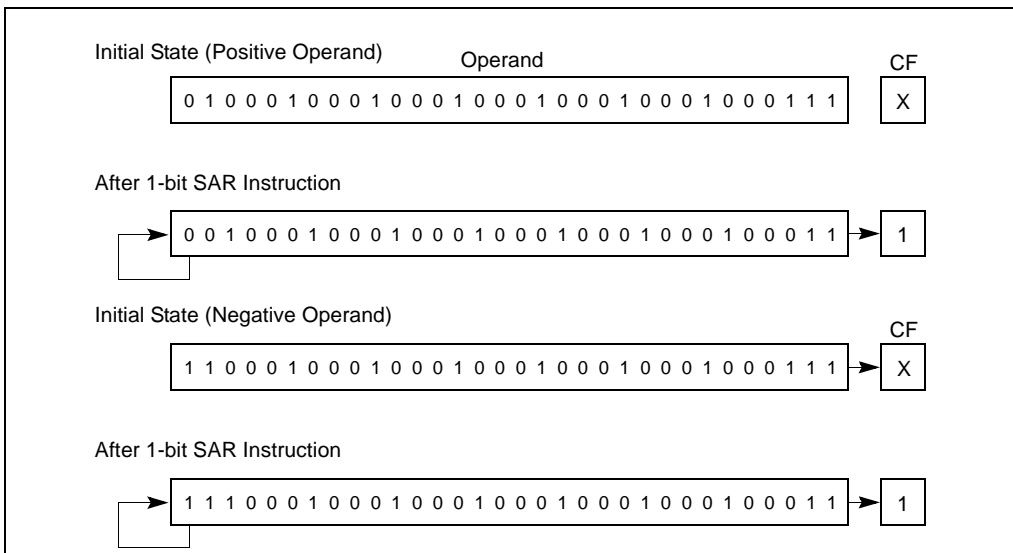 Initial State (Positive Operand)
Operand
CF
0 1 0 0 0 1 0 0 0 1 0 0 0 1 0 0 0 1 0 0 0 1 0 0 0 1 0 0 0 1 1 1
X
After 1-bit SAR Instruction
0 0 1 0 0 0 1 0 0 0 1 0 0 0 1 0 0 0 1 0 0 0 1 0 0 0 1 0 0 0 1 1
1
Initial State (Negative Operand)
CF
1 1 0 0 0 1 0 0 0 1 0 0 0 1 0 0 0 1 0 0 0 1 0 0 0 1 0 0 0 1 1 1
X
After 1-bit SAR Instruction
1 1 1 0 0 0 1 0 0 0 1 0 0 0 1 0 0 0 1 0 0 0 1 0 0 0 1 0 0 0 1 1
1